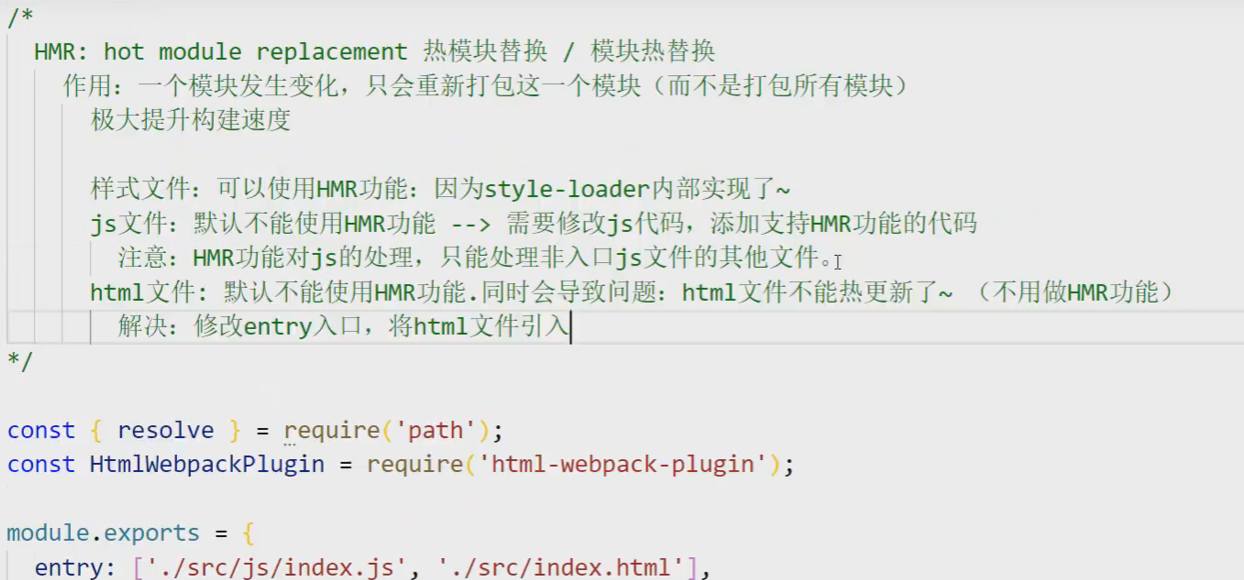 /*
HMR: hot module replacement 热模块替换 / 模块热替换
作用：一个模块发生变化，只会重新打包这一个模块（而不是打包所有模块）
极大提升构建速度
样式文件：可以使用HMR功能：因为style-loader内部实现了~
js文件：默认不能使用HMR功能 --> 需要修改js代码，添加支持HMR功能的代码
注意：HMR功能对js的处理，只能处理非入口js文件的其他文件。
html文件: 默认不能使用HMR功能.同时会导致问题：html文件不能热更新了~ （不用做HMR功能）
解决：修改entry入口，将html文件引入
*/
const { resolve } = require('path');
const HtmlWebpackPlugin = require('html-webpack-plugin');
module.exports = {
entry: ['./src/js/index.js', './src/index.html'],